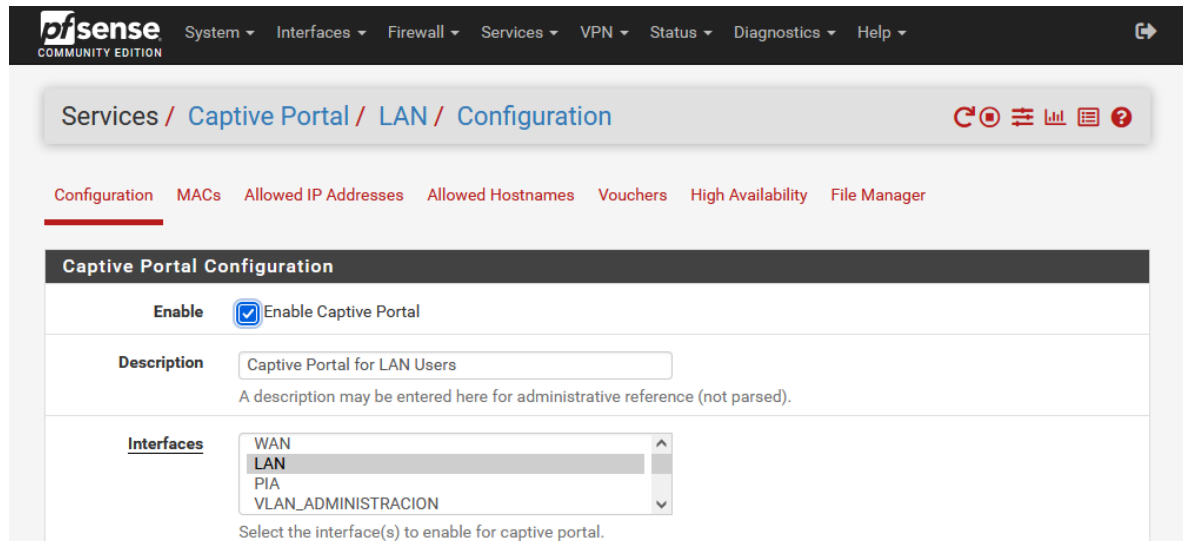 pfsense System Interfaces Firewall Services VPN Status Diagnostics Help
COMMUNITY EDITION
Services / Captive Portal / LAN / Configuration
Configuration MACs Allowed IP Addresses Allowed Hostnames Vouchers High Availability File Manager
Captive Portal Configuration
Enable Enable Captive Portal
Description Captive Portal for LAN Users
A description may be entered here for administrative reference (not parsed).
Interfaces WAN
LAN
PIA
VLAN_ADMINISTRACION
Select the interface(s) to enable for captive portal.